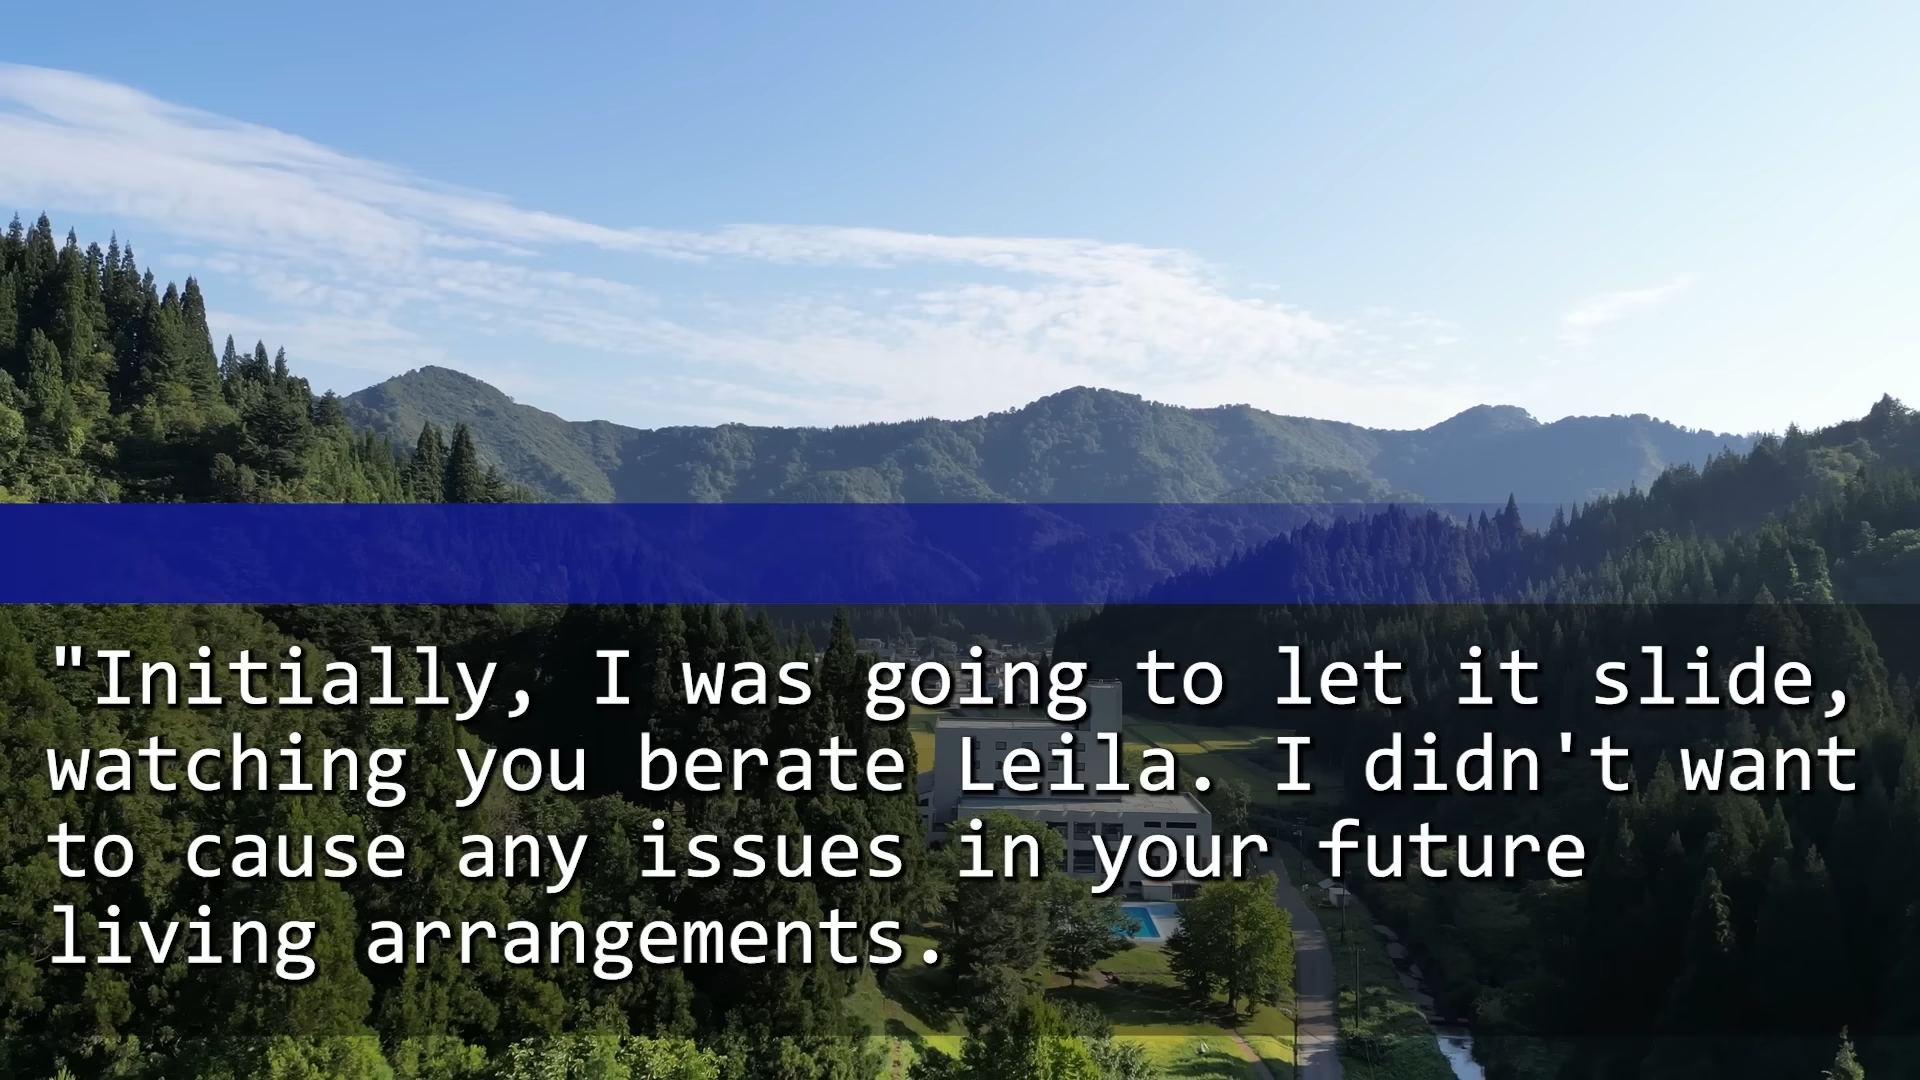 "Initially, I was going to let it slide,
watching you berate Leila. I didn't want
to cause any issues in your future
living arrangements.